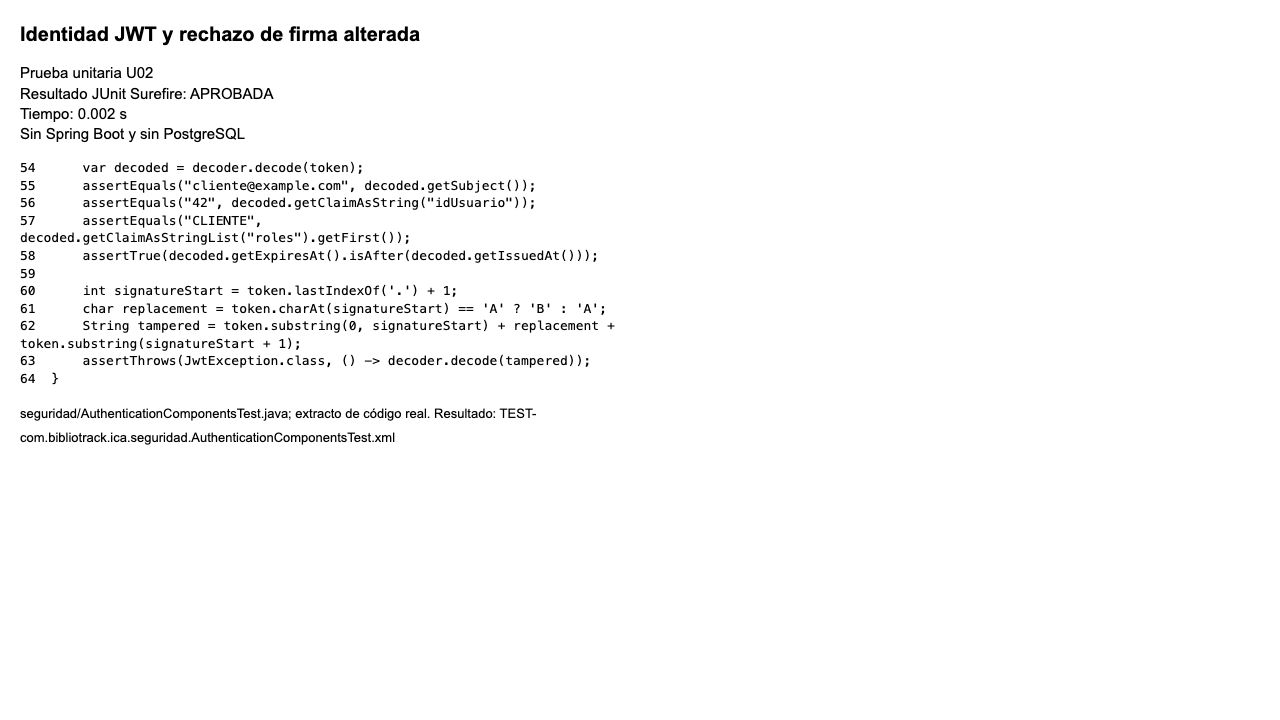 Identidad JWT y rechazo de firma alterada
Prueba unitaria U02
Resultado JUnit Surefire: APROBADA
Tiempo: 0.002 s
Sin Spring Boot y sin PostgreSQL
54      var decoded = decoder.decode(token);
55      assertEquals("cliente@example.com", decoded.getSubject());
56      assertEquals("42", decoded.getClaimAsString("idUsuario"));
57      assertEquals("CLIENTE",
decoded.getClaimAsStringList("roles").getFirst());
58      assertTrue(decoded.getExpiresAt().isAfter(decoded.getIssuedAt()));
59
60      int signatureStart = token.lastIndexOf('.') + 1;
61      char replacement = token.charAt(signatureStart) == 'A' ? 'B' : 'A';
62      String tampered = token.substring(0, signatureStart) + replacement +
token.substring(signatureStart + 1);
63      assertThrows(JwtException.class, () -> decoder.decode(tampered));
64  }
seguridad/AuthenticationComponentsTest.java; extracto de código real. Resultado: TEST-
com.bibliotrack.ica.seguridad.AuthenticationComponentsTest.xml